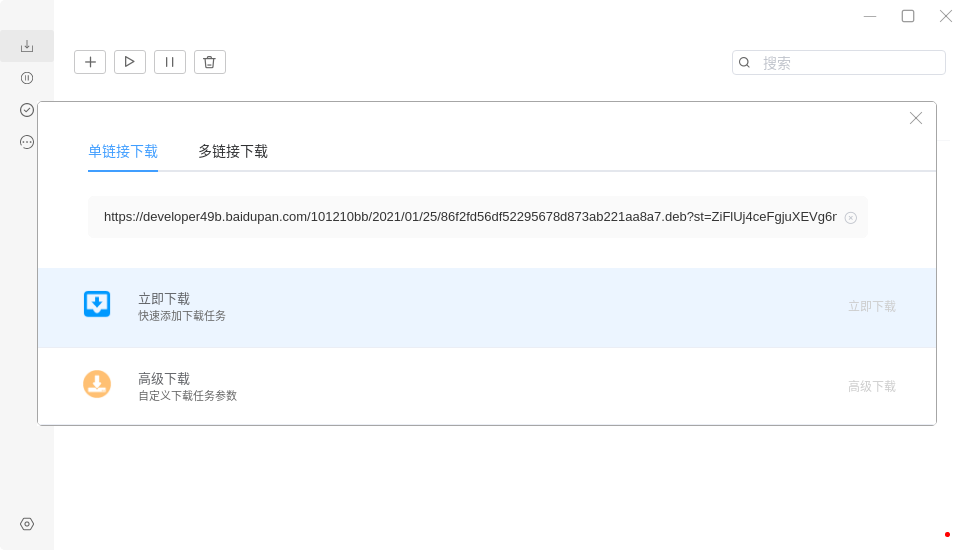 搜索
单链接下载 多链接下载
https://developer49b.baidupan.com/101210bb/2021/01/25/86f2fd56df52295678d873ab221aa8a7.deb?st=ZiFlUj4ceFgjuXEVg6r
立即下载
快速添加下载任务
立即下载
高级下载
自定义下载任务参数
高级下载